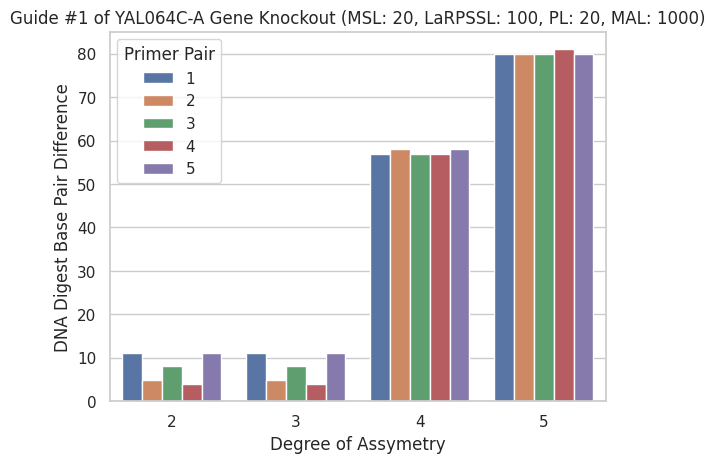 Guide #1 of YAL064C-A Gene Knockout (MSL: 20, LaRPSSL: 100, PL: 20, MAL: 1000)
DNA Digest Base Pair Difference
80
70
60
50
40
30
20
10
0
Primer Pair
1
2
3
4
5
2 3 4 5
Degree of Assymetry